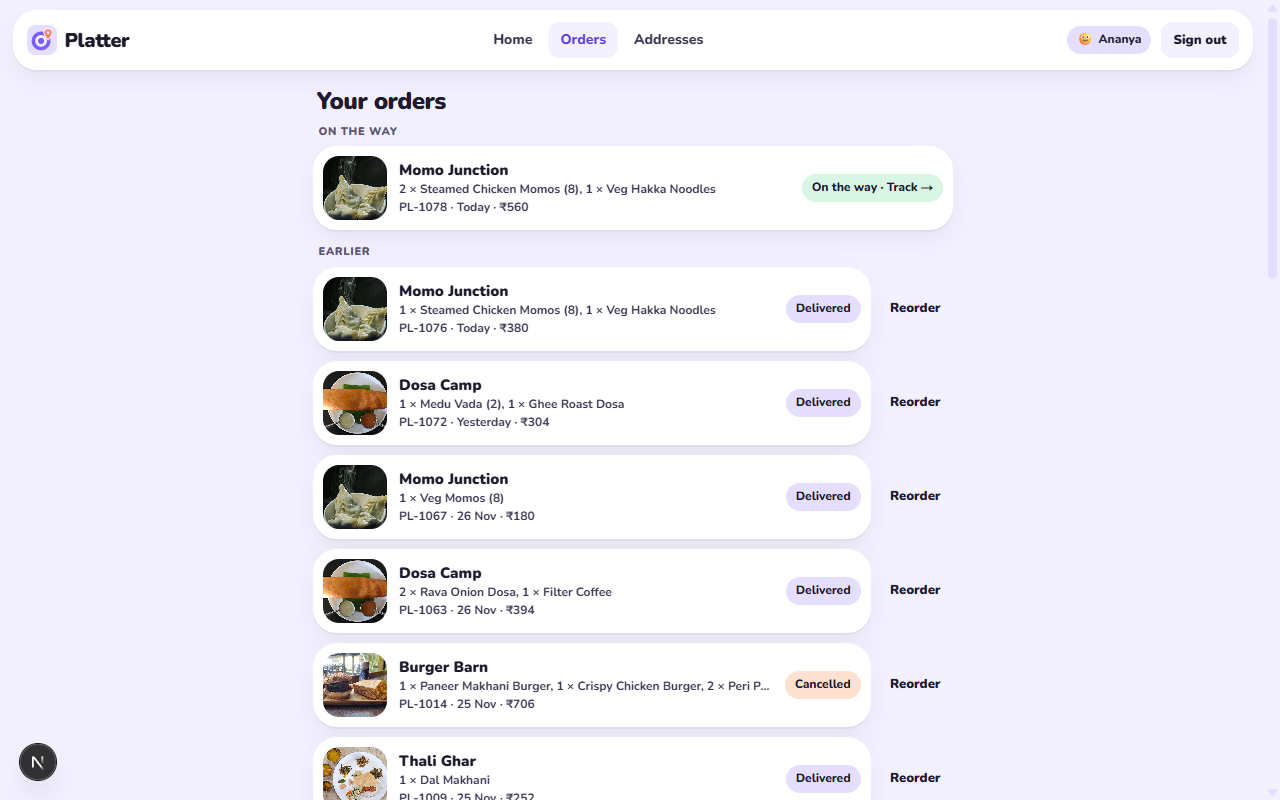 Platter
Home
Orders
Addresses
Ananya
Sign out
Your orders
ON THE WAY
Momo Junction
2 × Steamed Chicken Momos (8), 1 × Veg Hakka Noodles
PL-1078 · Today · ₹560
On the way · Track →
EARLIER
Momo Junction
1 × Steamed Chicken Momos (8), 1 × Veg Hakka Noodles
PL-1076 · Today · ₹380
Delivered
Reorder
Dosa Camp
1 × Medu Vada (2), 1 × Ghee Roast Dosa
PL-1072 · Yesterday · ₹304
Delivered
Reorder
Momo Junction
1 × Veg Momos (8)
PL-1067 · 26 Nov · ₹180
Delivered
Reorder
Dosa Camp
2 × Rava Onion Dosa, 1 × Filter Coffee
PL-1063 · 26 Nov · ₹394
Delivered
Reorder
Burger Barn
1 × Paneer Makhani Burger, 1 × Crispy Chicken Burger, 2 × Peri P...
PL-1014 · 25 Nov · ₹706
Cancelled
Reorder
Thali Ghar
1 × Dal Makhani
PL-1009 · 25 Nov · ₹252
Delivered
Reorder
N